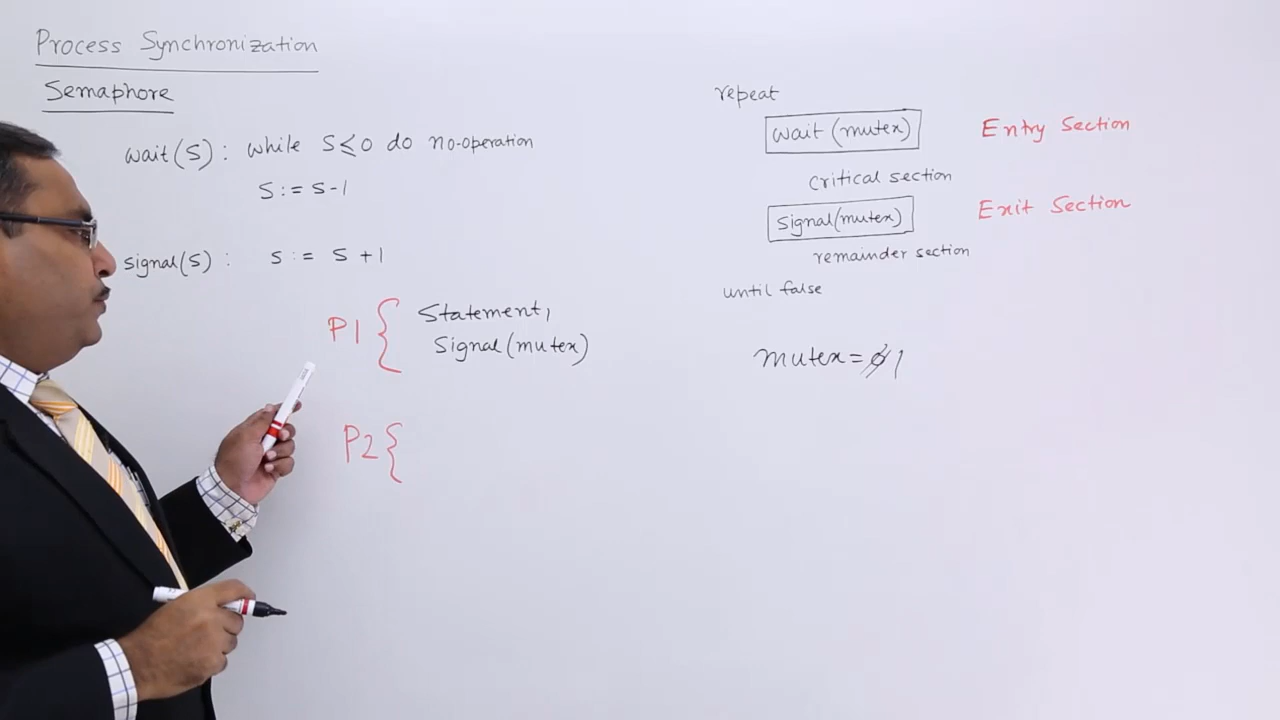 Process Synchronization
Semaphore
wait(S) : while S ≤ 0 do no-operation
S := S-1
signal(S) : S := S +1
P1 { Statement1
Signal(mutex)
P2 {
repeat
wait(mutex) Entry Section
critical section
signal(mutex) Exit Section
remainder section
until false
mutex = 0 1